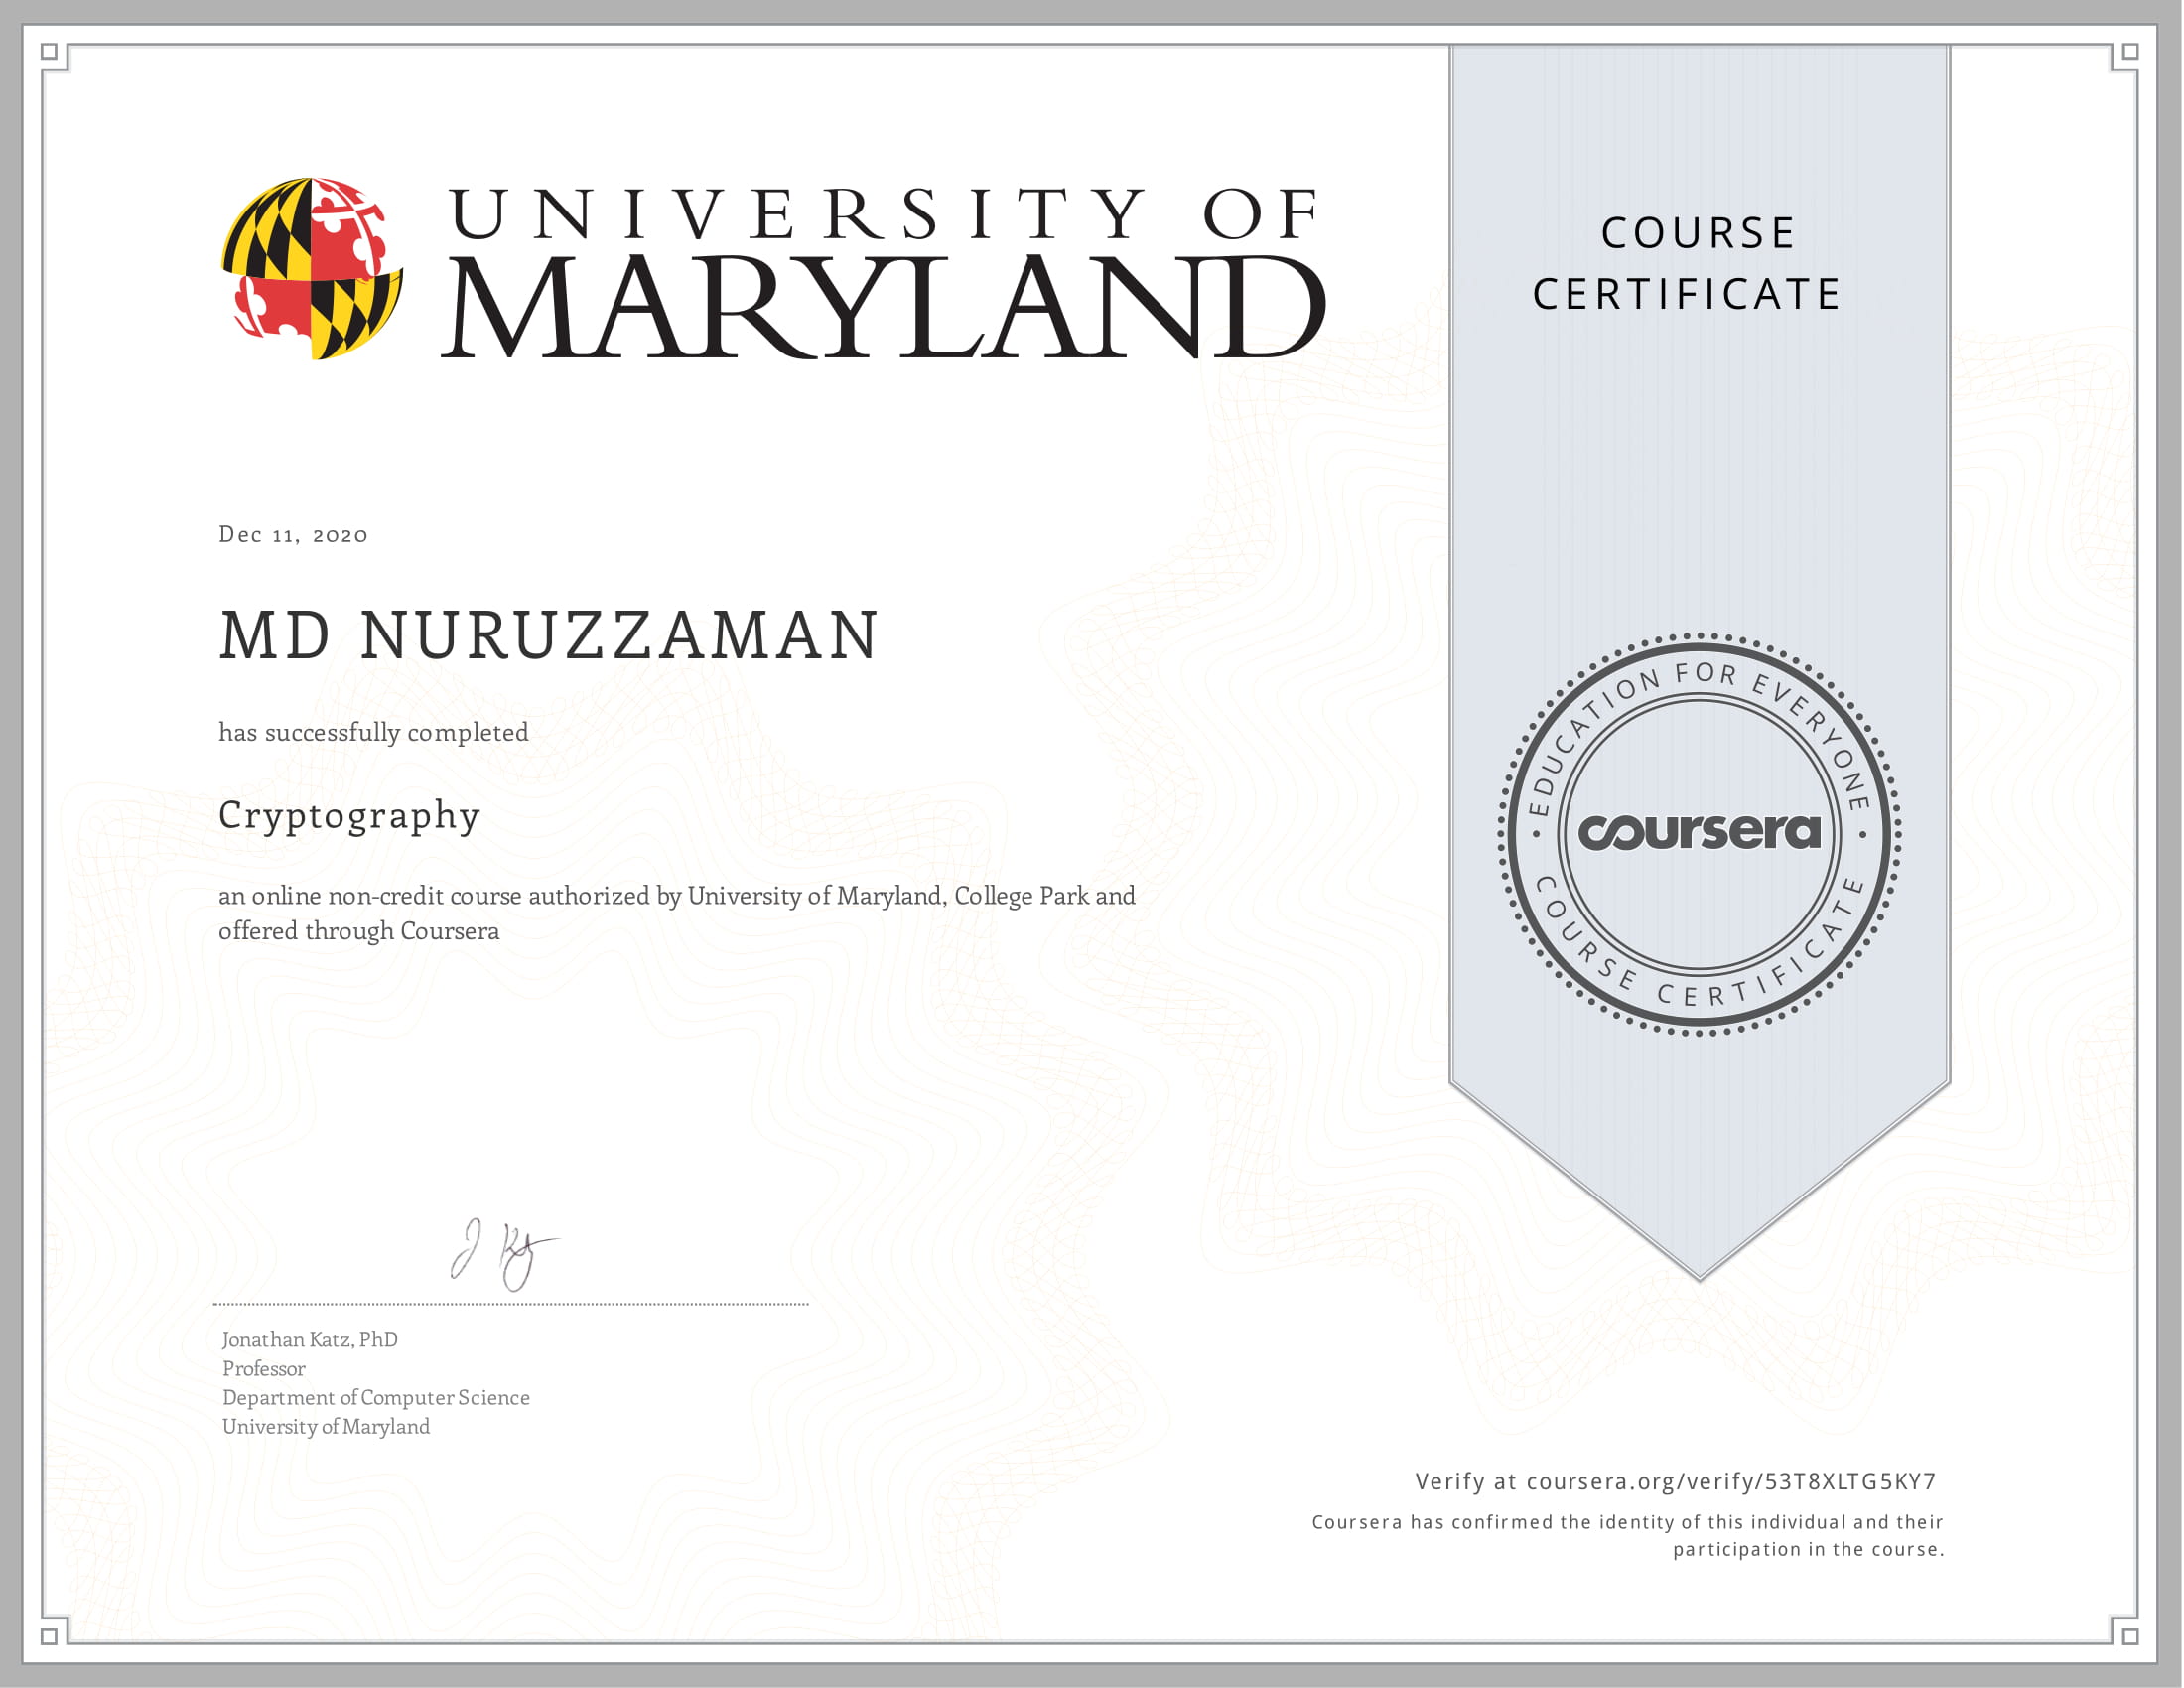 UNIVERSITY OF
MARYLAND
COURSE
CERTIFICATE
Dec 11, 2020
MD NURUZZAMAN
has successfully completed
Cryptography
an online non-credit course authorized by University of Maryland, College Park and
offered through Coursera
EDUCATION FOR EVERYONE
coursera
COURSE CERTIFICATE
Jonathan Katz, PhD
Professor
Department of Computer Science
University of Maryland
Verify at coursera.org/verify/53T8XLTG5KY7
Coursera has confirmed the identity of this individual and their
participation in the course.